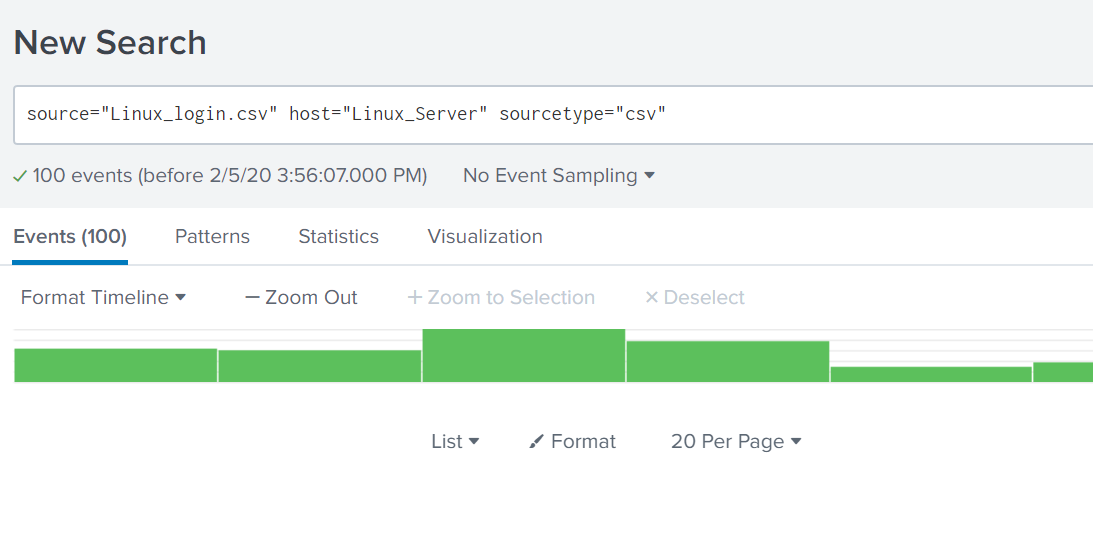 New Search
source="Linux_login.csv" host="Linux_Server" sourcetype="csv"
100 events (before 2/5/20 3:56:07.000 PM) No Event Sampling
Events (100) Patterns Statistics Visualization
Format Timeline Zoom Out Zoom to Selection Deselect
List Format 20 Per Page